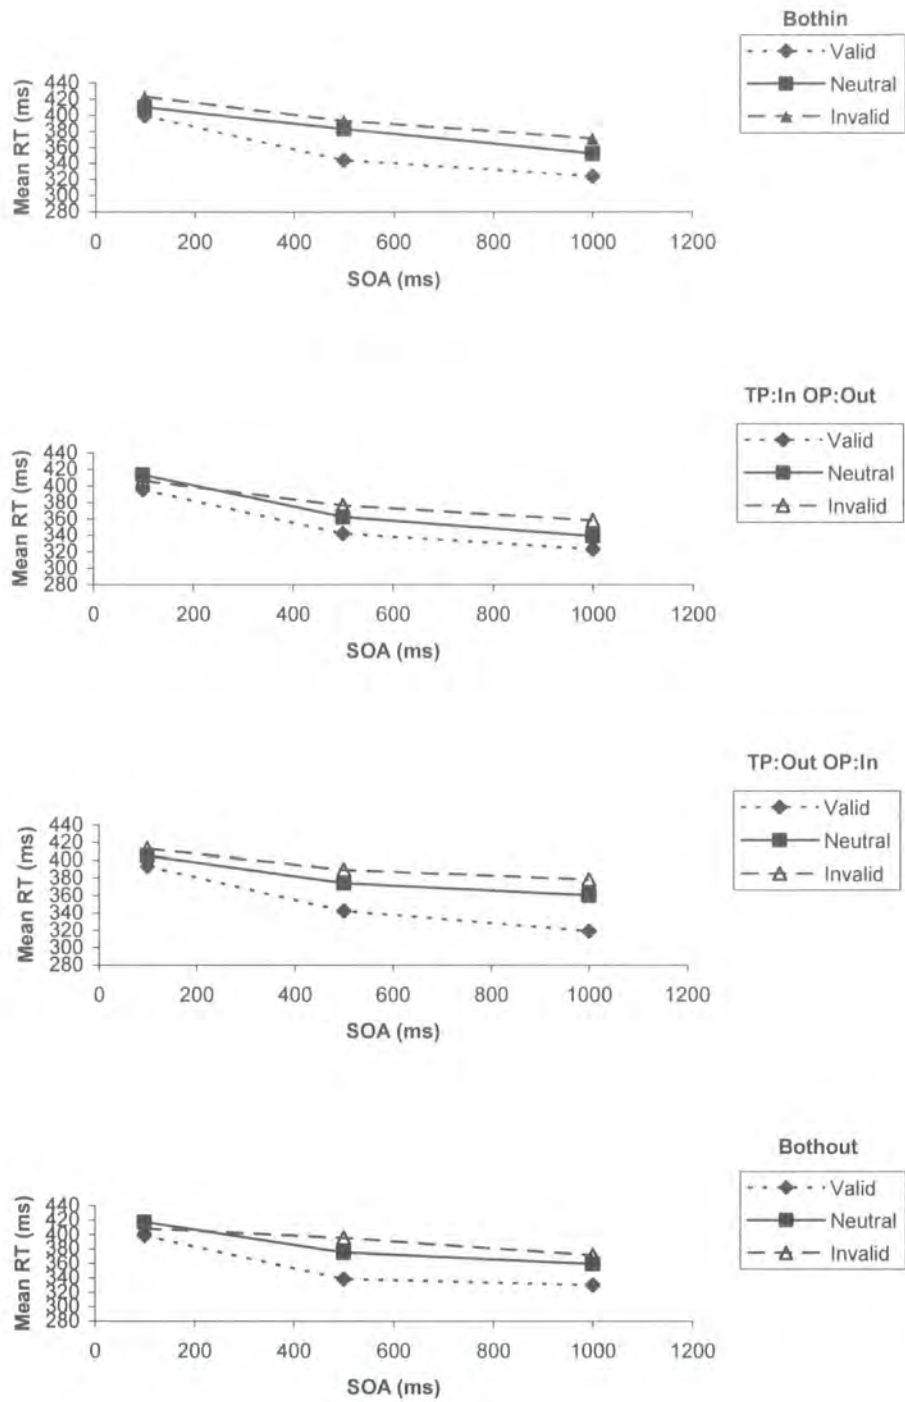 Bothin
Valid
Neutral
Invalid
Mean RT (ms)
440
420
400
380
360
340
320
300
280
0 200 400 600 800 1000 1200
SOA (ms)
TP:In OP:Out
Valid
Neutral
Invalid
Mean RT (ms)
440
420
400
380
360
340
320
300
280
0 200 400 600 800 1000 1200
SOA (ms)
TP:Out OP:In
Valid
Neutral
Invalid
Mean RT (ms)
440
420
400
380
360
340
320
300
280
0 200 400 600 800 1000 1200
SOA (ms)
Bothout
Valid
Neutral
Invalid
Mean RT (ms)
440
420
400
380
360
340
320
300
280
0 200 400 600 800 1000 1200
SOA (ms)